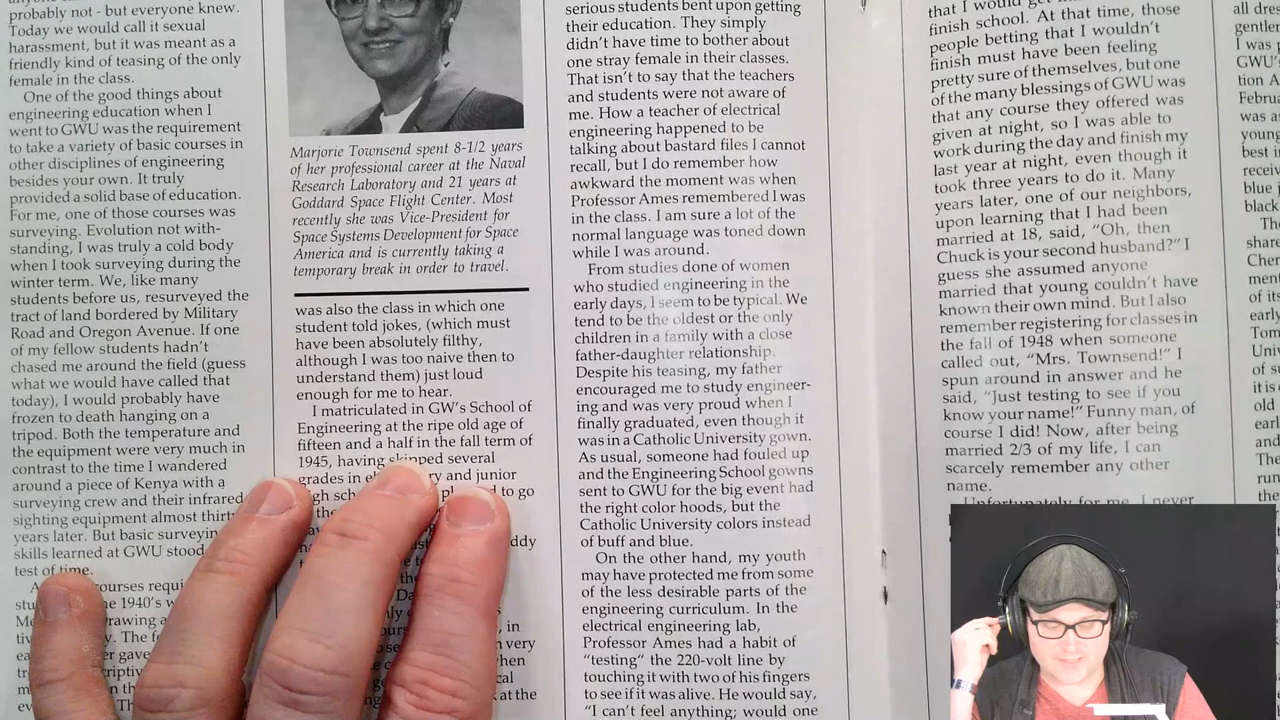 probably not - but everyone knew.
Today we would call it sexual
harassment, but it was meant as a
friendly kind of teasing of the only
female in the class.
One of the good things about
engineering education when I
went to GWU was the requirement
to take a variety of basic courses in
other disciplines of engineering
besides your own. It truly
provided a solid base of education.
For me, one of those courses was
surveying. Evolution not with-
standing, I was truly a cold body
when I took surveying during the
winter term. We, like many
students before us, resurveyed the
tract of land bordered by Military
Road and Oregon Avenue. If one
of my fellow students hadn't
chased me around the field (guess
what we would have called that
today), I would probably have
frozen to death hanging on a
tripod. Both the temperature and
the equipment were very much in
contrast to the time I wandered
around a piece of Kenya with a
surveying crew and their infrared
sighting equipment almost thirty
years later. But basic surveying
skills learned at GWU stood
test of time.
Marjorie Townsend spent 8-1/2 years
of her professional career at the Naval
Research Laboratory and 21 years at
Goddard Space Flight Center. Most
recently she was Vice-President for
Space Systems Development for Space
America and is currently taking a
temporary break in order to travel.
was also the class in which one
student told jokes, (which must
have been absolutely filthy,
although I was too naive then to
understand them) just loud
enough for me to hear.
I matriculated in GW's School of
Engineering at the ripe old age of
fifteen and a half in the fall term of
1945, having skipped several
grades in and junior
to go
serious students bent upon getting
their education. They simply
didn't have time to bother about
one stray female in their classes.
That isn't to say that the teachers
and students were not aware of
me. How a teacher of electrical
engineering happened to be
talking about bastard files I cannot
recall, but I do remember how
awkward the moment was when
Professor Ames remembered I was
in the class. I am sure a lot of the
normal language was toned down
while I was around.
From studies done of women
who studied engineering in the
early days, I seem to be typical. We
tend to be the oldest or the only
children in a family with a close
father-daughter relationship.
Despite his teasing, my father
encouraged me to study engineer-
ing and was very proud when I
finally graduated, even though it
was in a Catholic University gown.
As usual, someone had fouled up
and the Engineering School gowns
sent to GWU for the big event had
the right color hoods, but the
Catholic University colors instead
of buff and blue.
On the other hand, my youth
may have protected me from some
of the less desirable parts of the
engineering curriculum. In the
electrical engineering lab,
Professor Ames had a habit of
"testing" the 220-volt line by
touching it with two of his fingers
to see if it was alive. He would say,
"I can't feel anything; would one
that I would get
finish school. At that time, those
people betting that I wouldn't
finish must have been feeling
pretty sure of themselves, but one
of the many blessings of GWU was
that any course they offered was
given at night, so I was able to
work during the day and finish my
last year at night, even though it
took three years to do it. Many
years later, one of our neighbors,
upon learning that I had been
married at 18, said, "Oh, then
Chuck is your second husband?" I
guess she assumed anyone
married that young couldn't have
known their own mind. But I also
remember registering for classes in
the fall of 1948 when someone
called out, "Mrs. Townsend!" I
spun around in answer and he
said, "Just testing to see if you
know your name!" Funny man, of
course I did! Now, after being
married 2/3 of my life, I can
scarcely remember any other
name.
Unfortunately for me, I never